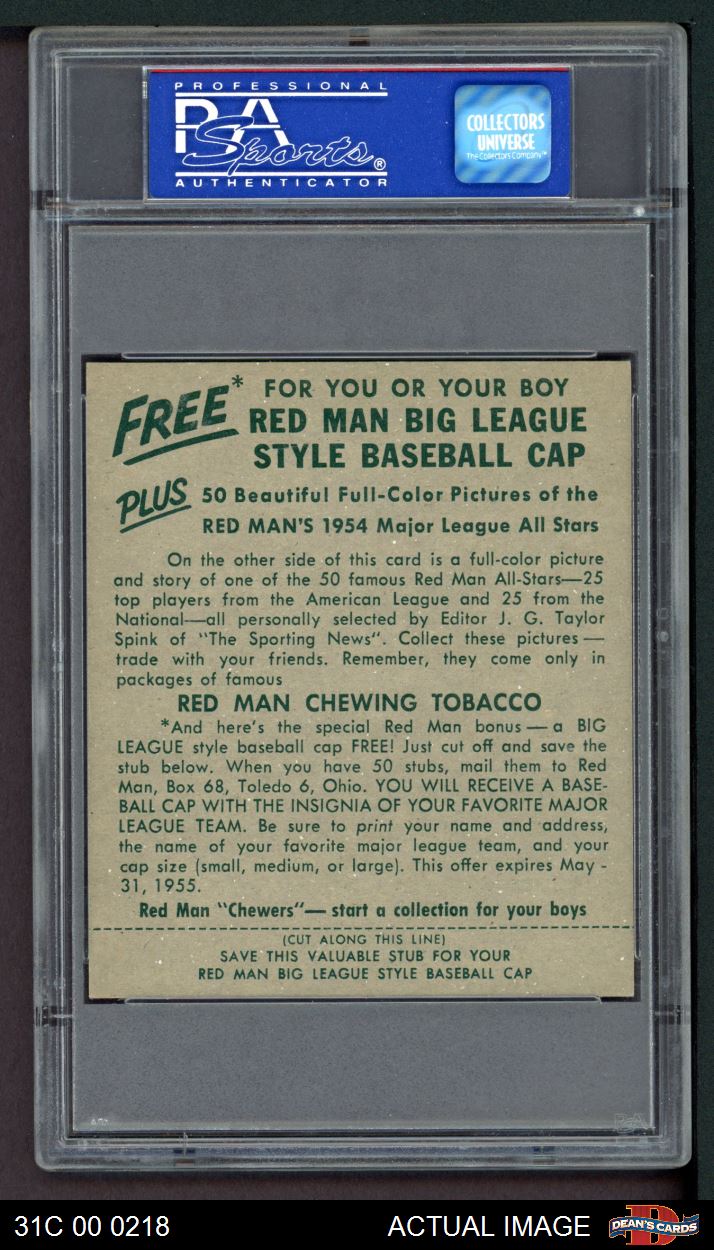 PROFESSIONAL
PSA
Sports®
AUTHENTICATOR
COLLECTORS
UNIVERSE
The Collectors Company™
FREE* FOR YOU OR YOUR BOY
RED MAN BIG LEAGUE
STYLE BASEBALL CAP
PLUS 50 Beautiful Full-Color Pictures of the
RED MAN'S 1954 Major League All Stars
On the other side of this card is a full-color picture
and story of one of the 50 famous Red Man All-Stars—25
top players from the American League and 25 from the
National—all personally selected by Editor J. G. Taylor
Spink of "The Sporting News". Collect these pictures —
trade with your friends. Remember, they come only in
packages of famous
RED MAN CHEWING TOBACCO
*And here's the special Red Man bonus — a BIG
LEAGUE style baseball cap FREE! Just cut off and save the
stub below. When you have 50 stubs, mail them to Red
Man, Box 68, Toledo 6, Ohio. YOU WILL RECEIVE A BASE-
BALL CAP WITH THE INSIGNIA OF YOUR FAVORITE MAJOR
LEAGUE TEAM. Be sure to print your name and address,
the name of your favorite major league team, and your
cap size (small, medium, or large). This offer expires May -
31, 1955.
Red Man "Chewers"— start a collection for your boys
(CUT ALONG THIS LINE)
SAVE THIS VALUABLE STUB FOR YOUR
RED MAN BIG LEAGUE STYLE BASEBALL CAP
PSA
31C 00 0218
ACTUAL IMAGE
D
DEAN'S CARDS